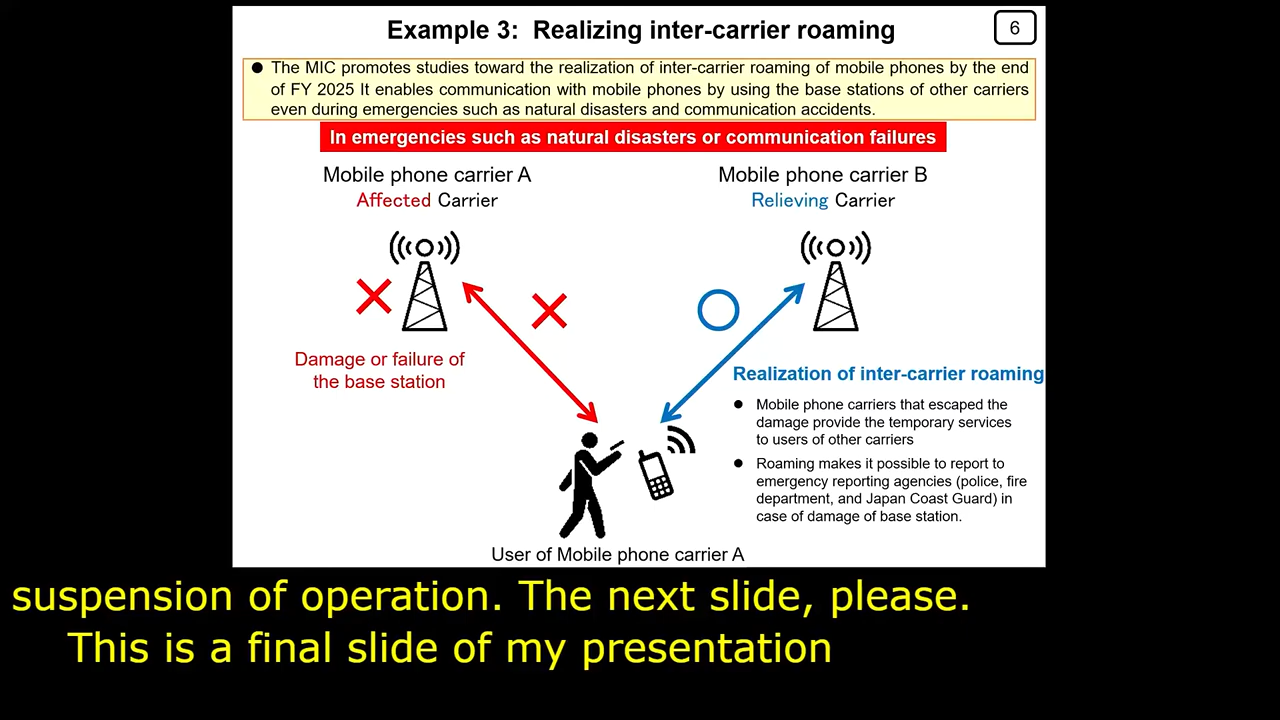 Example 3: Realizing inter-carrier roaming
6
● The MIC promotes studies toward the realization of inter-carrier roaming of mobile phones by the end
of FY 2025 It enables communication with mobile phones by using the base stations of other carriers
even during emergencies such as natural disasters and communication accidents.
In emergencies such as natural disasters or communication failures
Mobile phone carrier A
Affected Carrier
Mobile phone carrier B
Relieving Carrier
Damage or failure of
the base station
Realization of inter-carrier roaming
● Mobile phone carriers that escaped the
damage provide the temporary services
to users of other carriers
● Roaming makes it possible to report to
emergency reporting agencies (police, fire
department, and Japan Coast Guard) in
case of damage of base station.
User of Mobile phone carrier A
suspension of operation. The next slide, please.
This is a final slide of my presentation